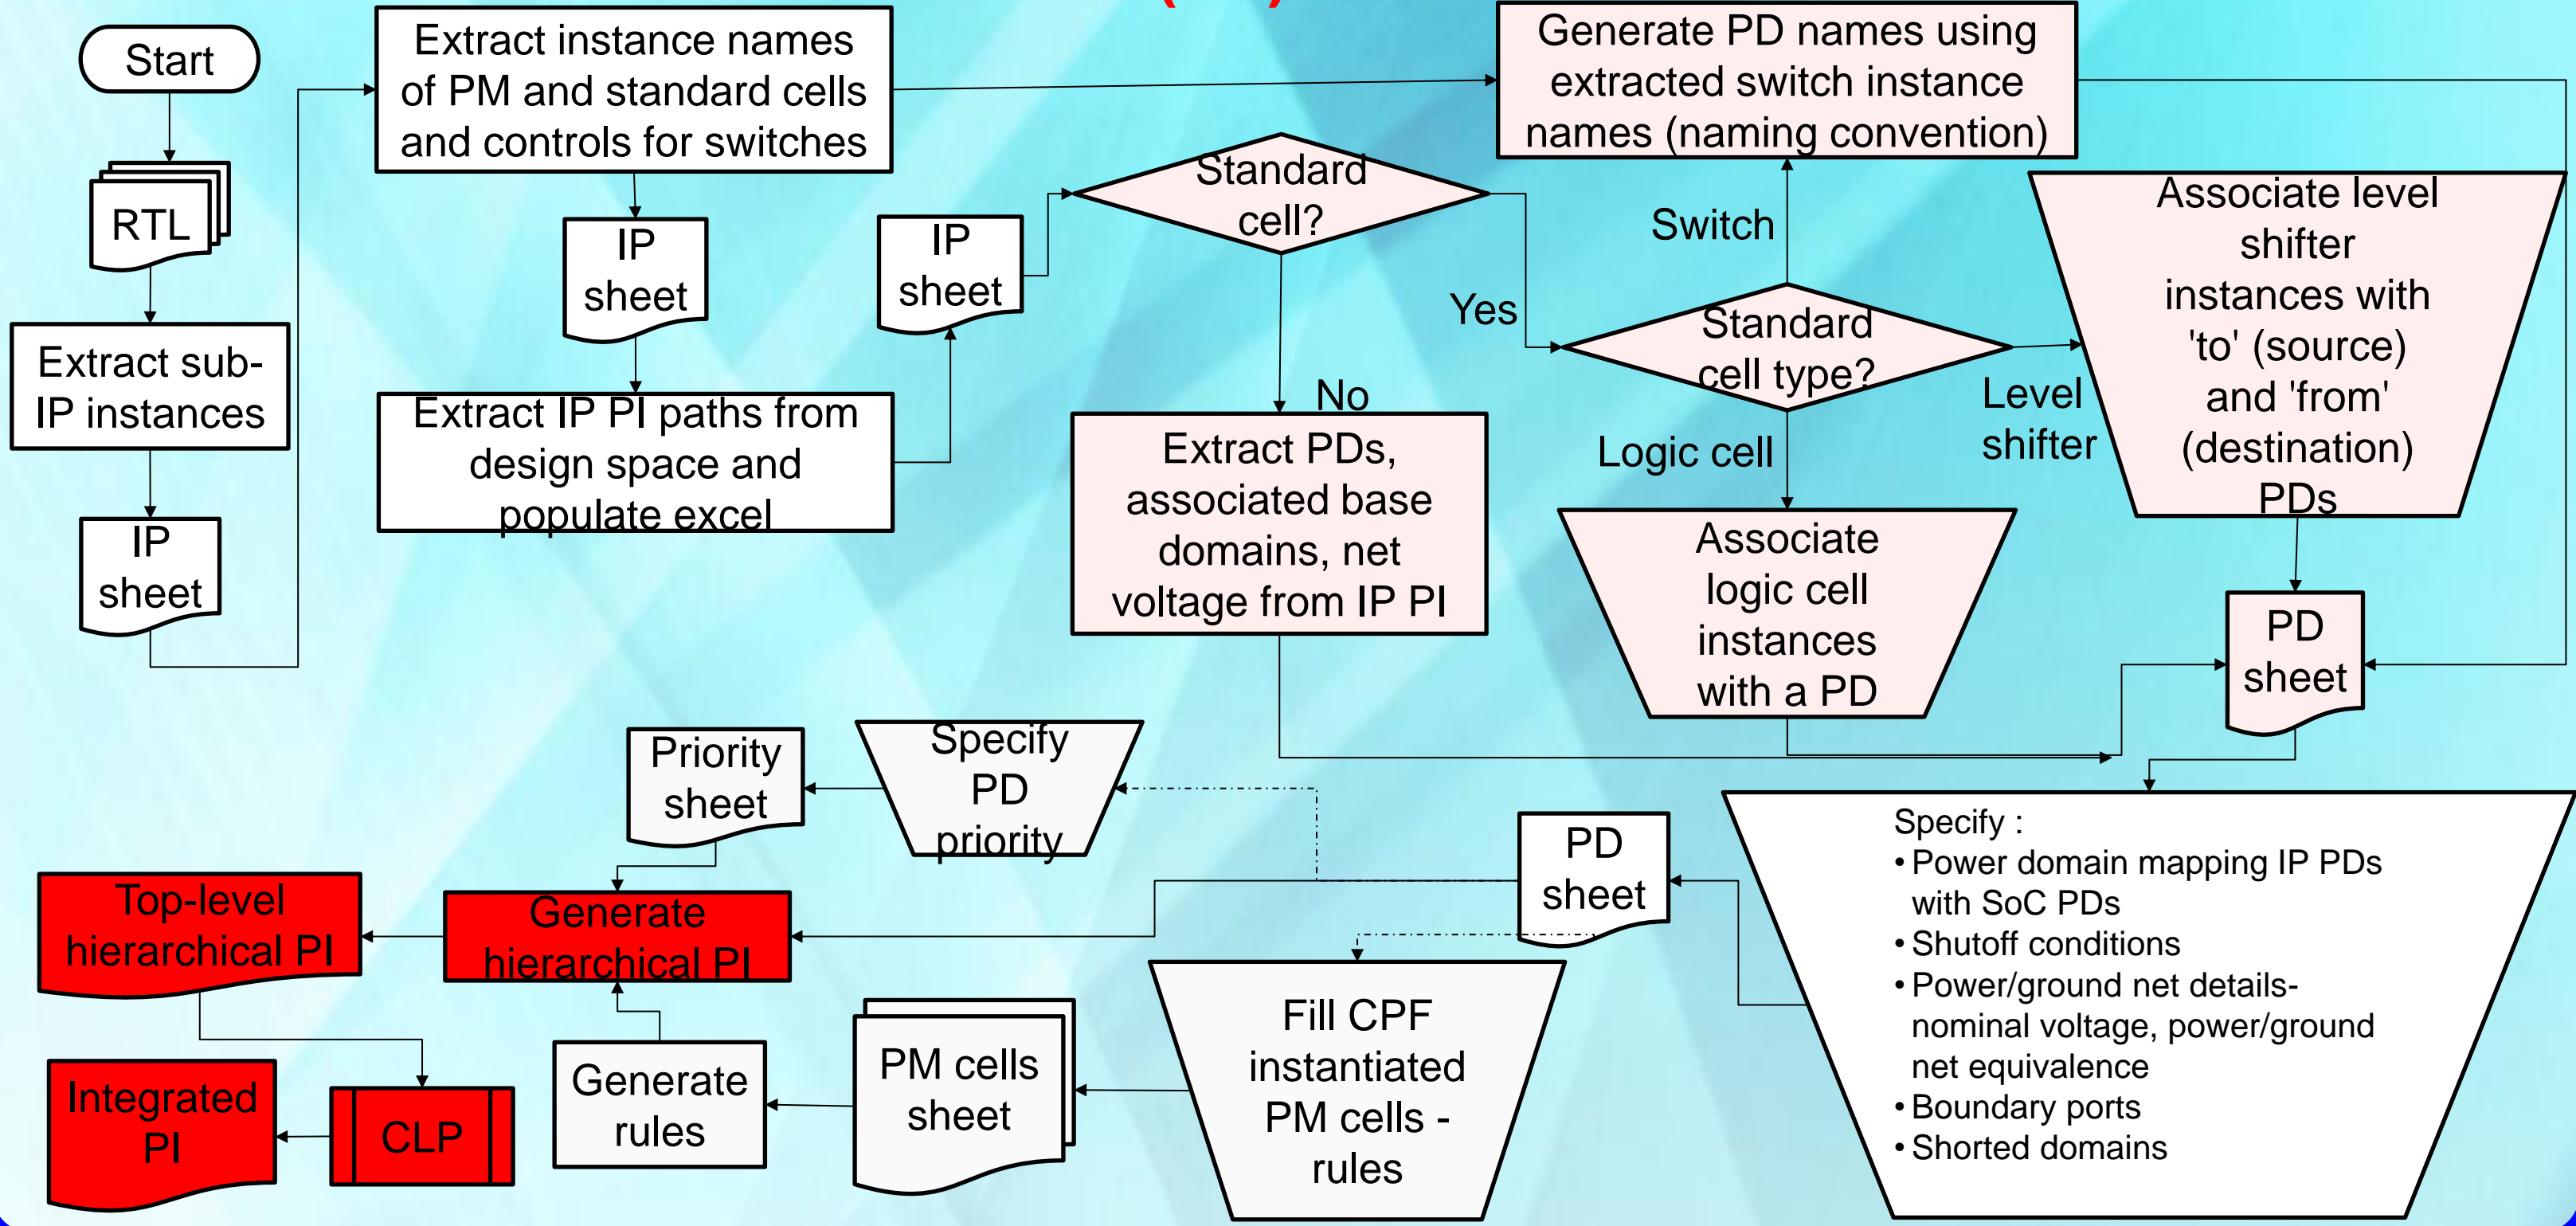 Start
RTL
Extract sub-
IP instances
IP
sheet
Extract instance names
of PM and standard cells
and controls for switches
IP
sheet
Extract IP PI paths from
design space and
populate excel
IP
sheet
Standard
cell?
Yes
No
Extract PDs,
associated base
domains, net
voltage from IP PI
Generate PD names using
extracted switch instance
names (naming convention)
Switch
Standard
cell type?
Logic cell
Level
shifter
Associate
logic cell
instances
with a PD
Associate level
shifter
instances with
'to' (source)
and 'from'
(destination)
PDs
PD
sheet
Specify :
• Power domain mapping IP PDs
with SoC PDs
• Shutoff conditions
• Power/ground net details-
nominal voltage, power/ground
net equivalence
• Boundary ports
• Shorted domains
PD
sheet
Specify
PD
priority
Priority
sheet
Fill CPF
instantiated
PM cells -
rules
PM cells
sheet
Generate
rules
Generate
hierarchical PI
Top-level
hierarchical PI
CLP
Integrated
PI